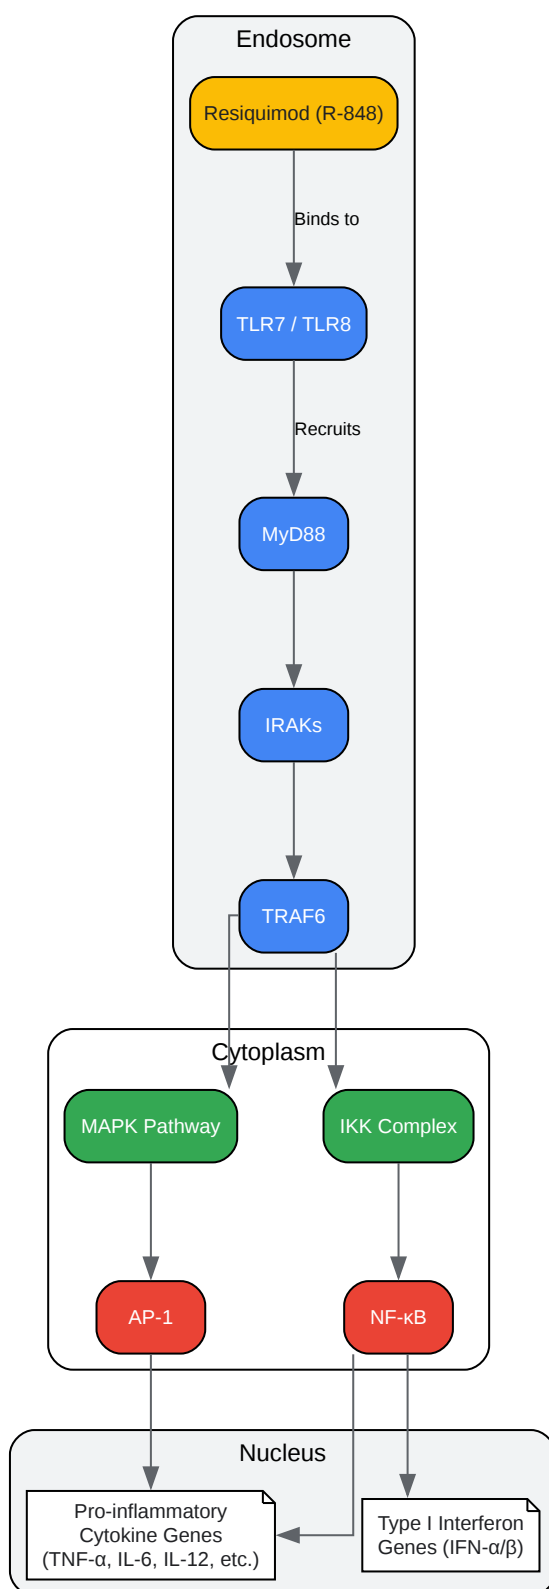 Endosome
Resiquimod (R-848)
Binds to
TLR7 / TLR8
Recruits
MyD88
IRAKs
TRAF6
Cytoplasm
MAPK Pathway
IKK Complex
AP-1
NF-κB
Nucleus
Pro-inflammatory
Cytokine Genes
(TNF-α, IL-6, IL-12, etc.)
Type I Interferon
Genes (IFN-α/β)